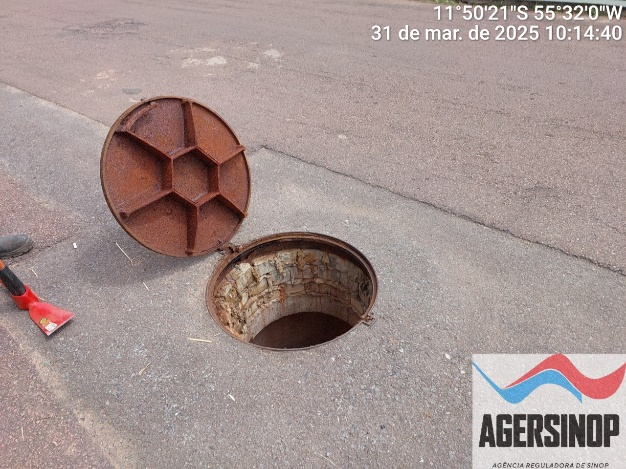 11°50'21"S 55°32'0"W
31 de mar. de 2025 10:14:40
AGERSINOP
AGÊNCIA REGULADORA DE SINOP